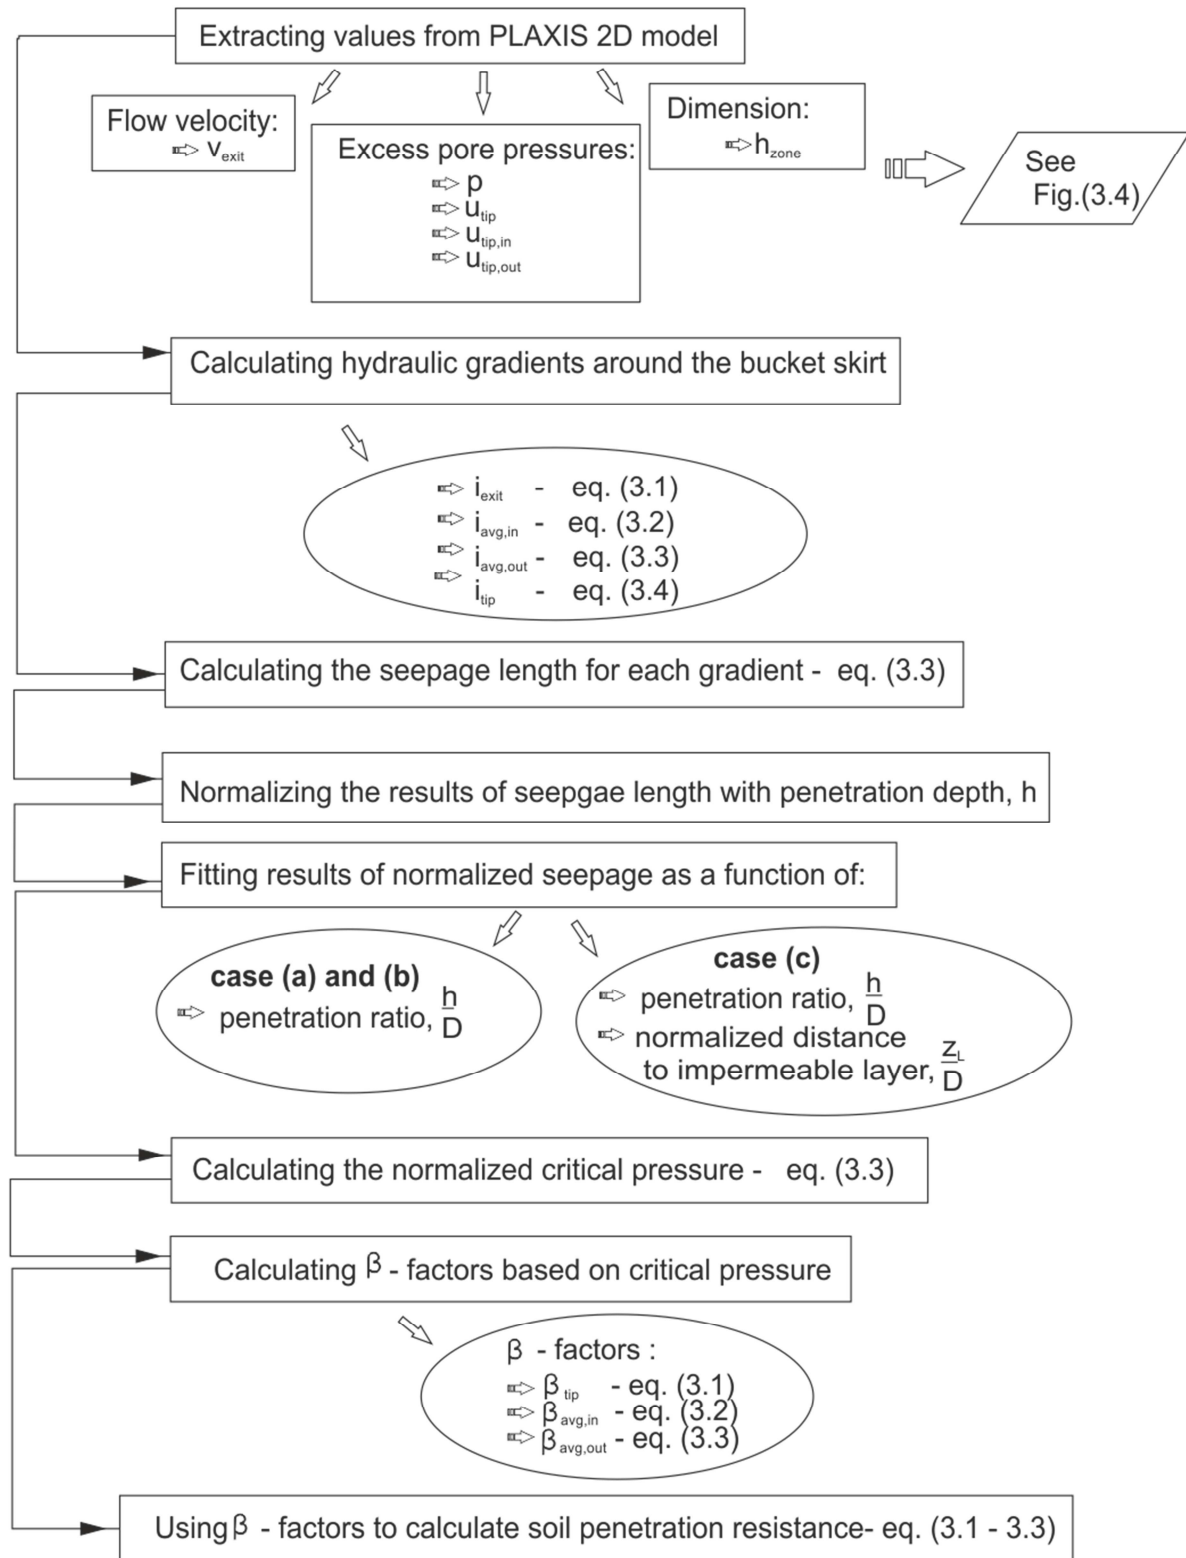 Extracting values from PLAXIS 2D model
Flow velocity:
v_exit
Excess pore pressures:
p
u_tip
u_tip,in
u_tip,out
Dimension:
h_zone
See
Fig.(3.4)
Calculating hydraulic gradients around the bucket skirt
i_exit - eq. (3.1)
i_avg,in - eq. (3.2)
i_avg,out - eq. (3.3)
i_tip - eq. (3.4)
Calculating the seepage length for each gradient - eq. (3.3)
Normalizing the results of seepgae length with penetration depth, h
Fitting results of normalized seepage as a function of:
case (a) and (b)
penetration ratio, h/D
case (c)
penetration ratio, h/D
normalized distance
to impermeable layer, z_L/D
Calculating the normalized critical pressure - eq. (3.3)
Calculating β - factors based on critical pressure
β - factors :
β_tip - eq. (3.1)
β_avg,in - eq. (3.2)
β_avg,out - eq. (3.3)
Using β - factors to calculate soil penetration resistance- eq. (3.1 - 3.3)